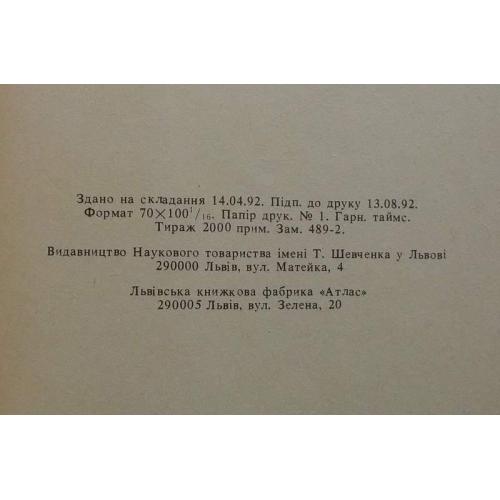 Здано на складання 14.04.92. Підп. до друку 13.08.92.
Формат 70×100¹/₁₆. Папір друк. № 1. Гарн. таймс.
Тираж 2000 прим. Зам. 489-2.
Видавництво Наукового товариства імені Т. Шевченка у Львові
290000 Львів, вул. Матейка, 4
Львівська книжкова фабрика «Атлас»
290005 Львів, вул. Зелена, 20